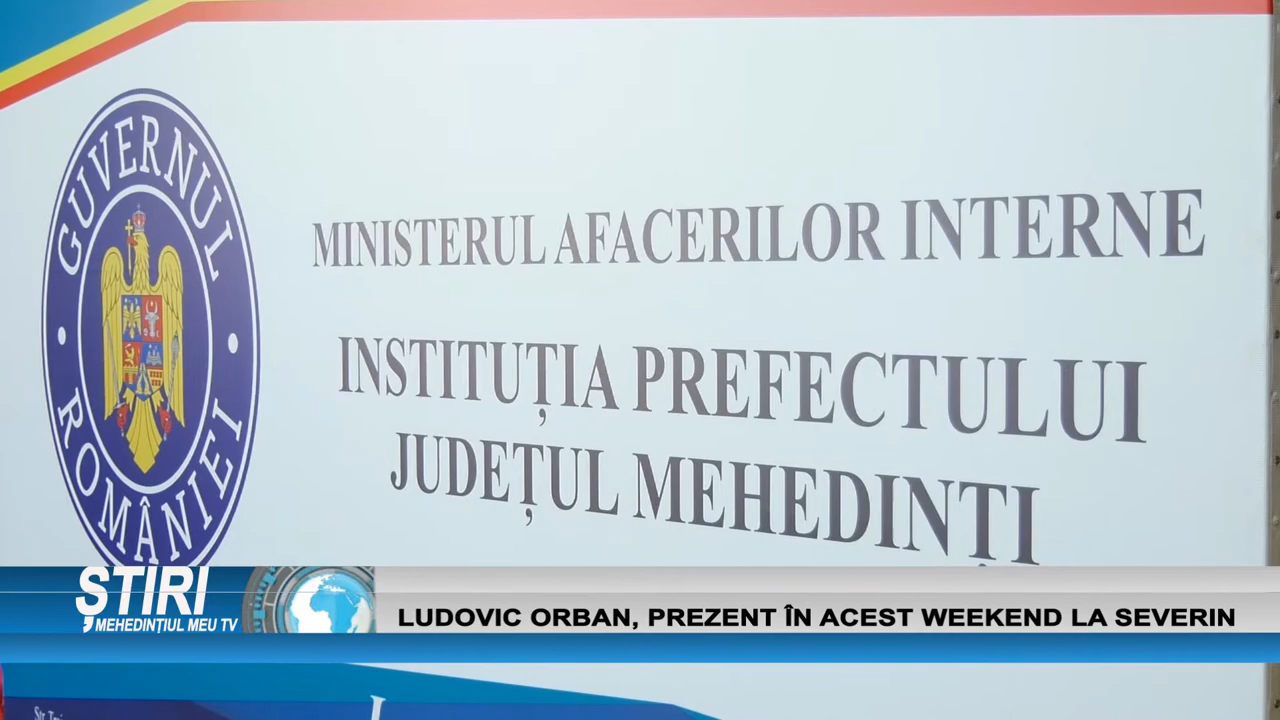 GUVERNUL
ROMÂNIEI
MINISTERUL AFACERILOR INTERNE
INSTITUȚIA PREFECTULUI
JUDEȚUL MEHEDINȚI
ȘTIRI
MEHEDINȚIUL MEU TV
LUDOVIC ORBAN, PREZENT ÎN ACEST WEEKEND LA SEVERIN
Str.